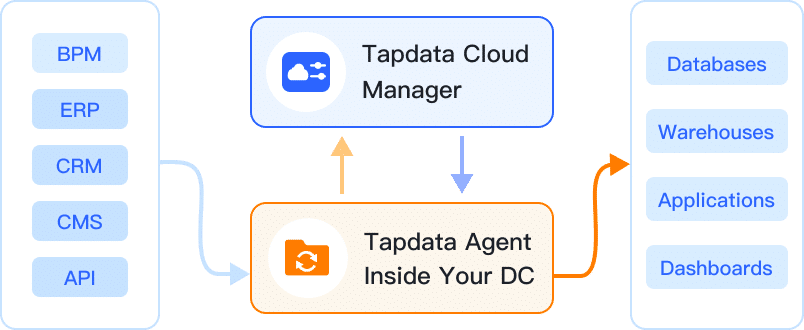 BPM
ERP
CRM
CMS
API
Tapdata Cloud
Manager
Tapdata Agent
Inside Your DC
Databases
Warehouses
Applications
Dashboards